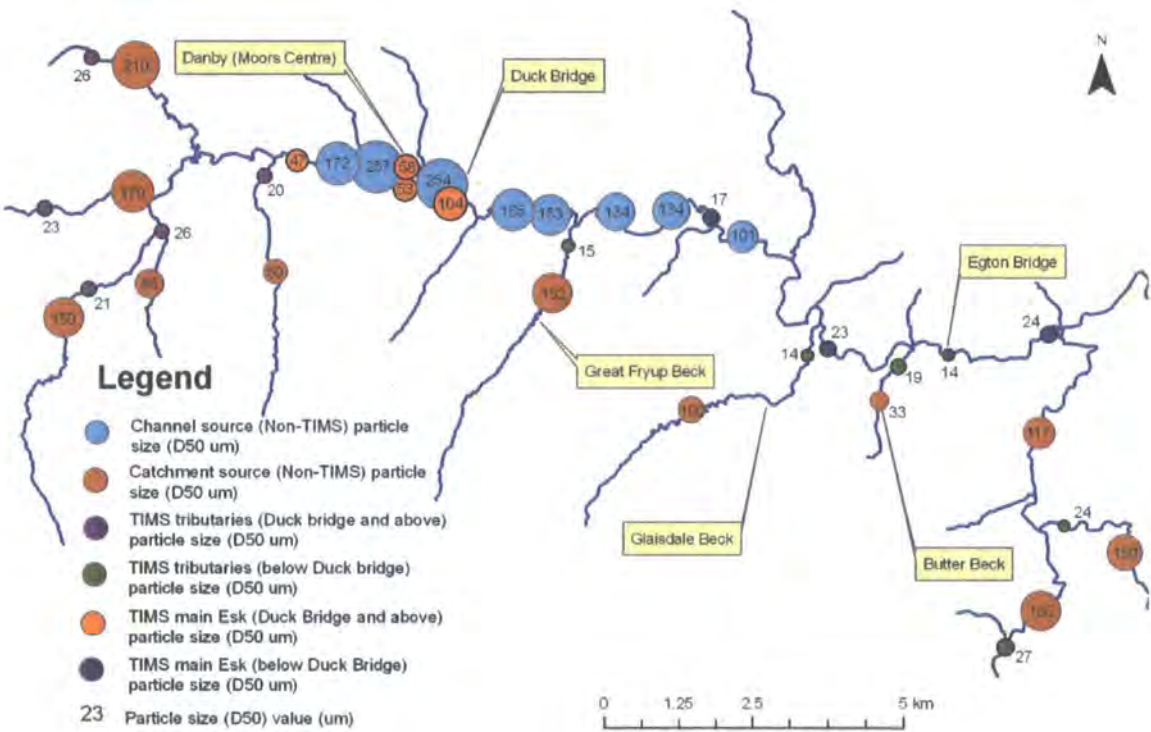 210
26
Danby (Moors Centre)
Duck Bridge
N
47
172
53
254
104
20
170
23
26
165
153
134
134
17
101
15
21
150
152
Egton Bridge
24
23
14
19
14
Great Fryup Beck
33
117
Legend
Channel source (Non-TIMS) particle
size (D50 um)
Catchment source (Non-TIMS) particle
size (D50 um)
TIMS tributaries (Duck bridge and above)
particle size (D50 um)
TIMS tributaries (below Duck bridge)
particle size (D50 um)
TIMS main Esk (Duck Bridge and above)
particle size (D50 um)
TIMS main Esk (below Duck Bridge)
particle size (D50 um)
23 Particle size (D50) value (um)
Glaisdale Beck
Butter Beck
24
27
0 1.25 2.5 5 km